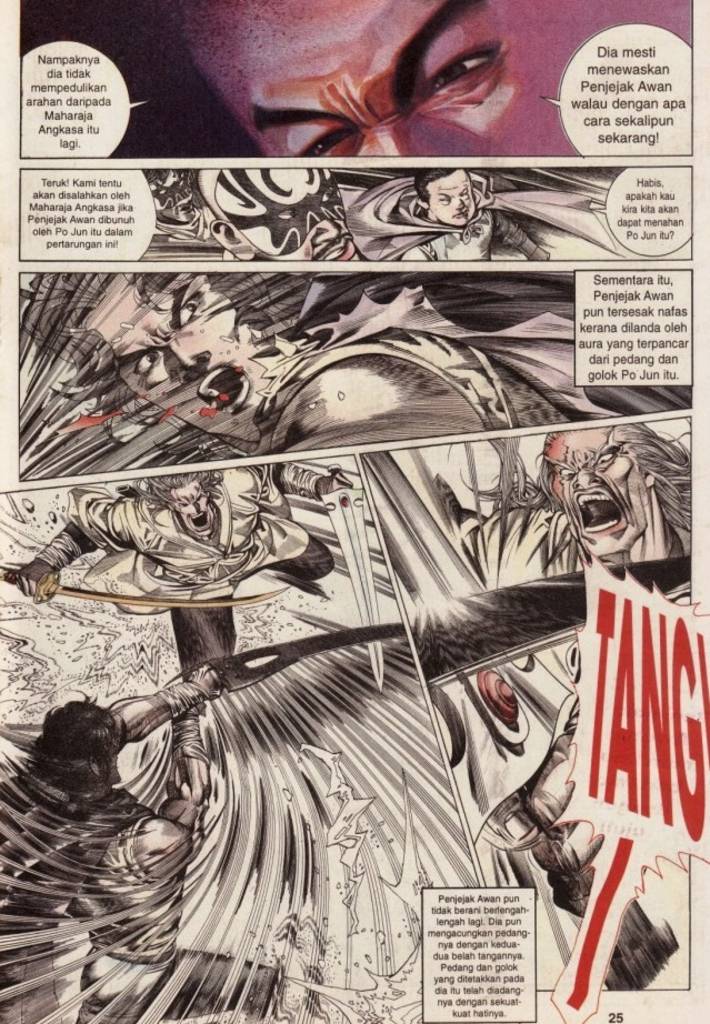 Nampaknya
dia tidak
mempedulikan
arahan daripada
Maharaja
Angkasa itu
lagi.
Dia mesti
menewaskan
Penjejak Awan
walau dengan apa
cara sekalipun
sekarang!
Teruk! Kami tentu
akan disalahkan oleh
Maharaja Angkasa jika
Penjejak Awan dibunuh
oleh Po Jun itu dalam
pertarungan ini!
Habis,
apakah kau
kira kita akan
dapat menahan
Po Jun itu?
Sementara itu,
Penjejak Awan
pun tersesak nafas
kerana dilanda oleh
aura yang terpancar
dari pedang dan
golok Po Jun itu.
TANG!
Penjejak Awan pun
tidak berani berlengah-
lengah lagi. Dia pun
mengacungkan pedang-
nya dengan kedua-
dua belah tangannya.
Pedang dan golok
yang ditetakkan pada
dia itu telah diadang-
nya dengan sekuat-
kuat hatinya.
25